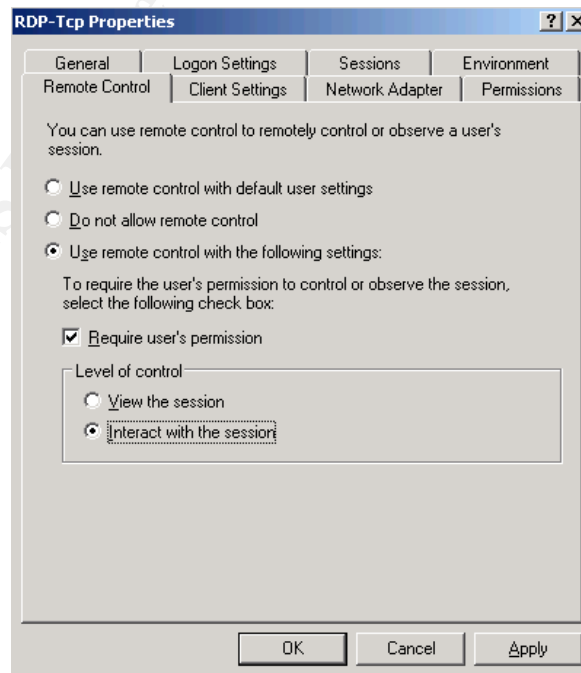 RDP-Tcp Properties
General Logon Settings Sessions Environment
Remote Control Client Settings Network Adapter Permissions
You can use remote control to remotely control or observe a user's
session.
Use remote control with default user settings
Do not allow remote control
Use remote control with the following settings:
To require the user's permission to control or observe the session,
select the following check box:
Require user's permission
Level of control
View the session
Interact with the session
OK Cancel Apply